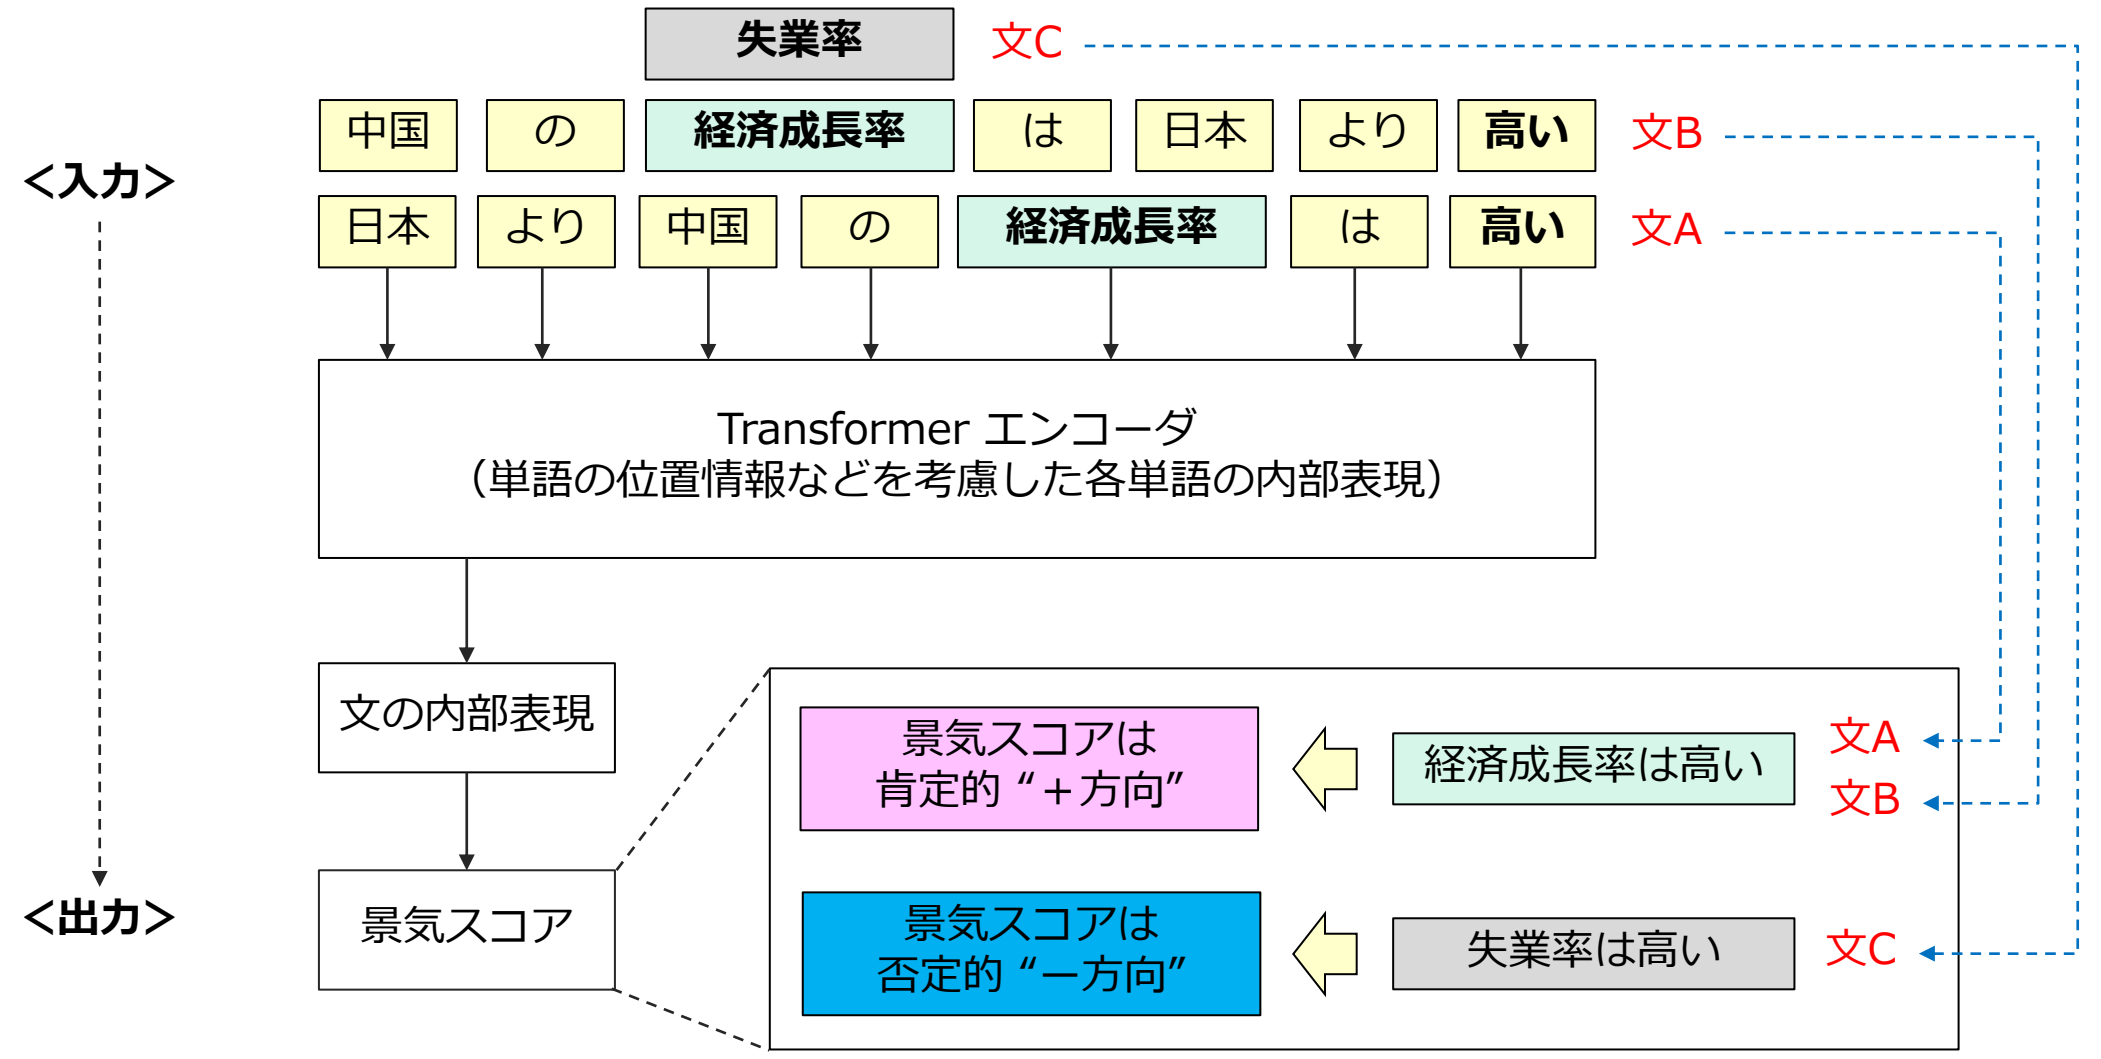 失業率 文C
中国 の 経済成長率 は 日本 より 高い 文B
<入力>
日本 より 中国 の 経済成長率 は 高い 文A
Transformer エンコーダ
（単語の位置情報などを考慮した各単語の内部表現）
文の内部表現
景気スコアは
肯定的 “＋方向”
経済成長率は高い
文A
文B
<出力>
景気スコア
景気スコアは
否定的 “ー方向”
失業率は高い
文C